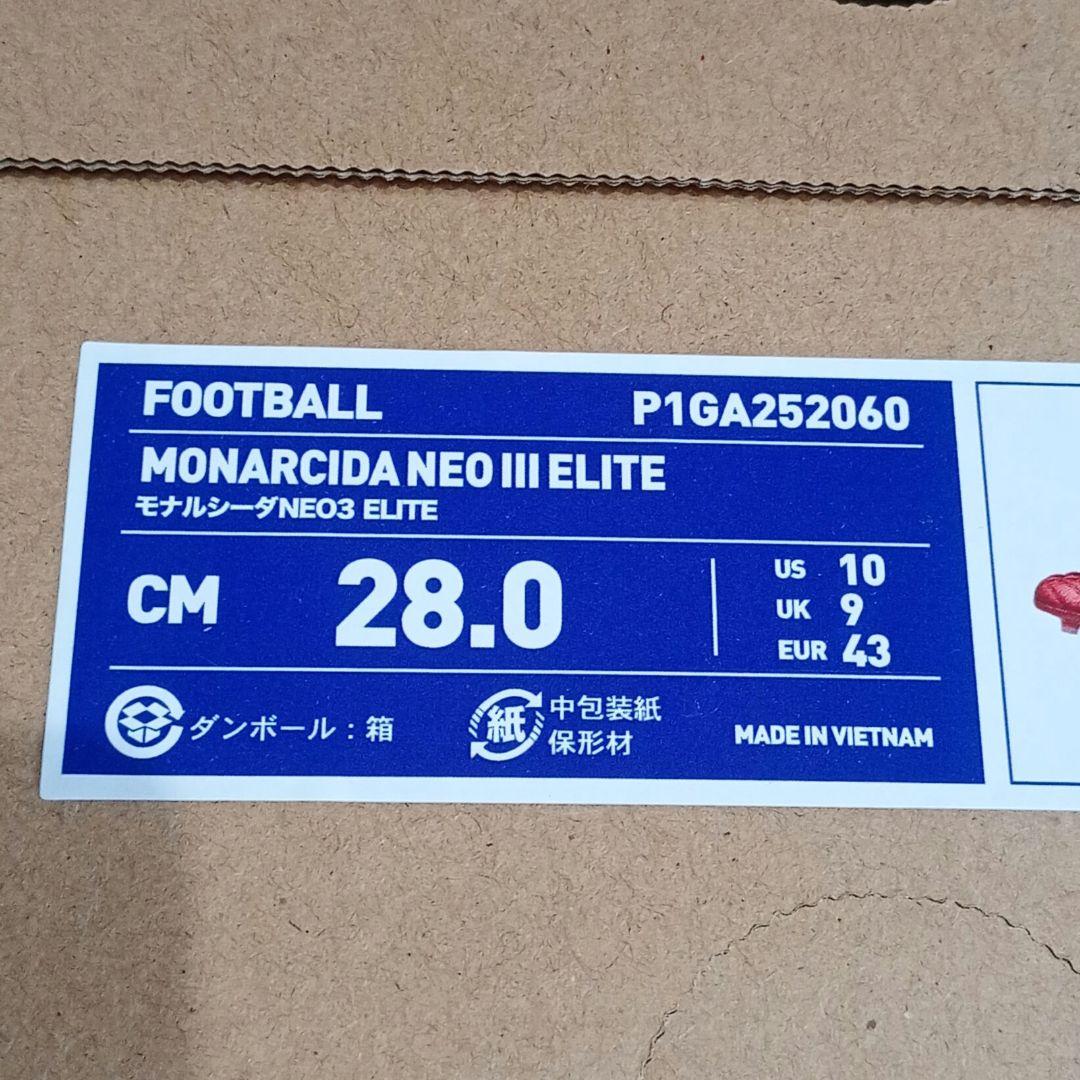 FOOTBALL P1GA252060
MONARCIDA NEO III ELITE
モナルシーダNEO3 ELITE
CM 28.0
US 10
UK 9
EUR 43
ダンボール：箱
紙
中包装紙
保形材
MADE IN VIETNAM